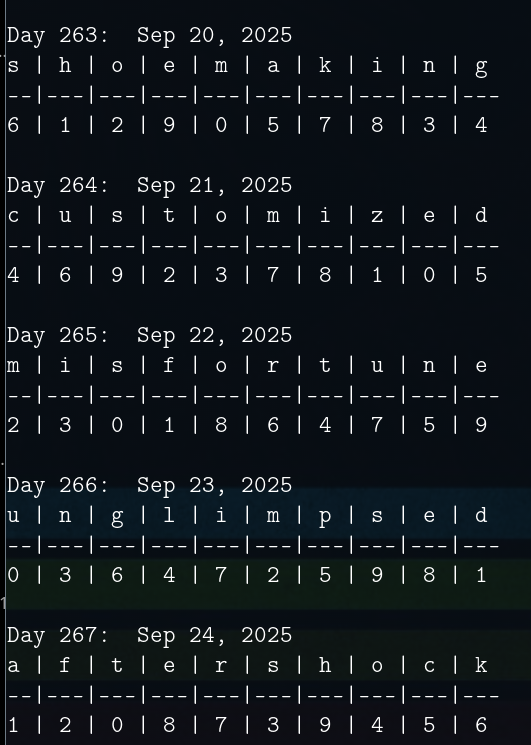 Day 263:  Sep 20, 2025
s | h | o | e | m | a | k | i | n | g
--|---|---|---|---|---|---|---|---|---
6 | 1 | 2 | 9 | 0 | 5 | 7 | 8 | 3 | 4
Day 264:  Sep 21, 2025
c | u | s | t | o | m | i | z | e | d
--|---|---|---|---|---|---|---|---|---
4 | 6 | 9 | 2 | 3 | 7 | 8 | 1 | 0 | 5
Day 265:  Sep 22, 2025
m | i | s | f | o | r | t | u | n | e
--|---|---|---|---|---|---|---|---|---
2 | 3 | 0 | 1 | 8 | 6 | 4 | 7 | 5 | 9
Day 266:  Sep 23, 2025
u | n | g | l | i | m | p | s | e | d
--|---|---|---|---|---|---|---|---|---
0 | 3 | 6 | 4 | 7 | 2 | 5 | 9 | 8 | 1
Day 267:  Sep 24, 2025
a | f | t | e | r | s | h | o | c | k
--|---|---|---|---|---|---|---|---|---
1 | 2 | 0 | 8 | 7 | 3 | 9 | 4 | 5 | 6